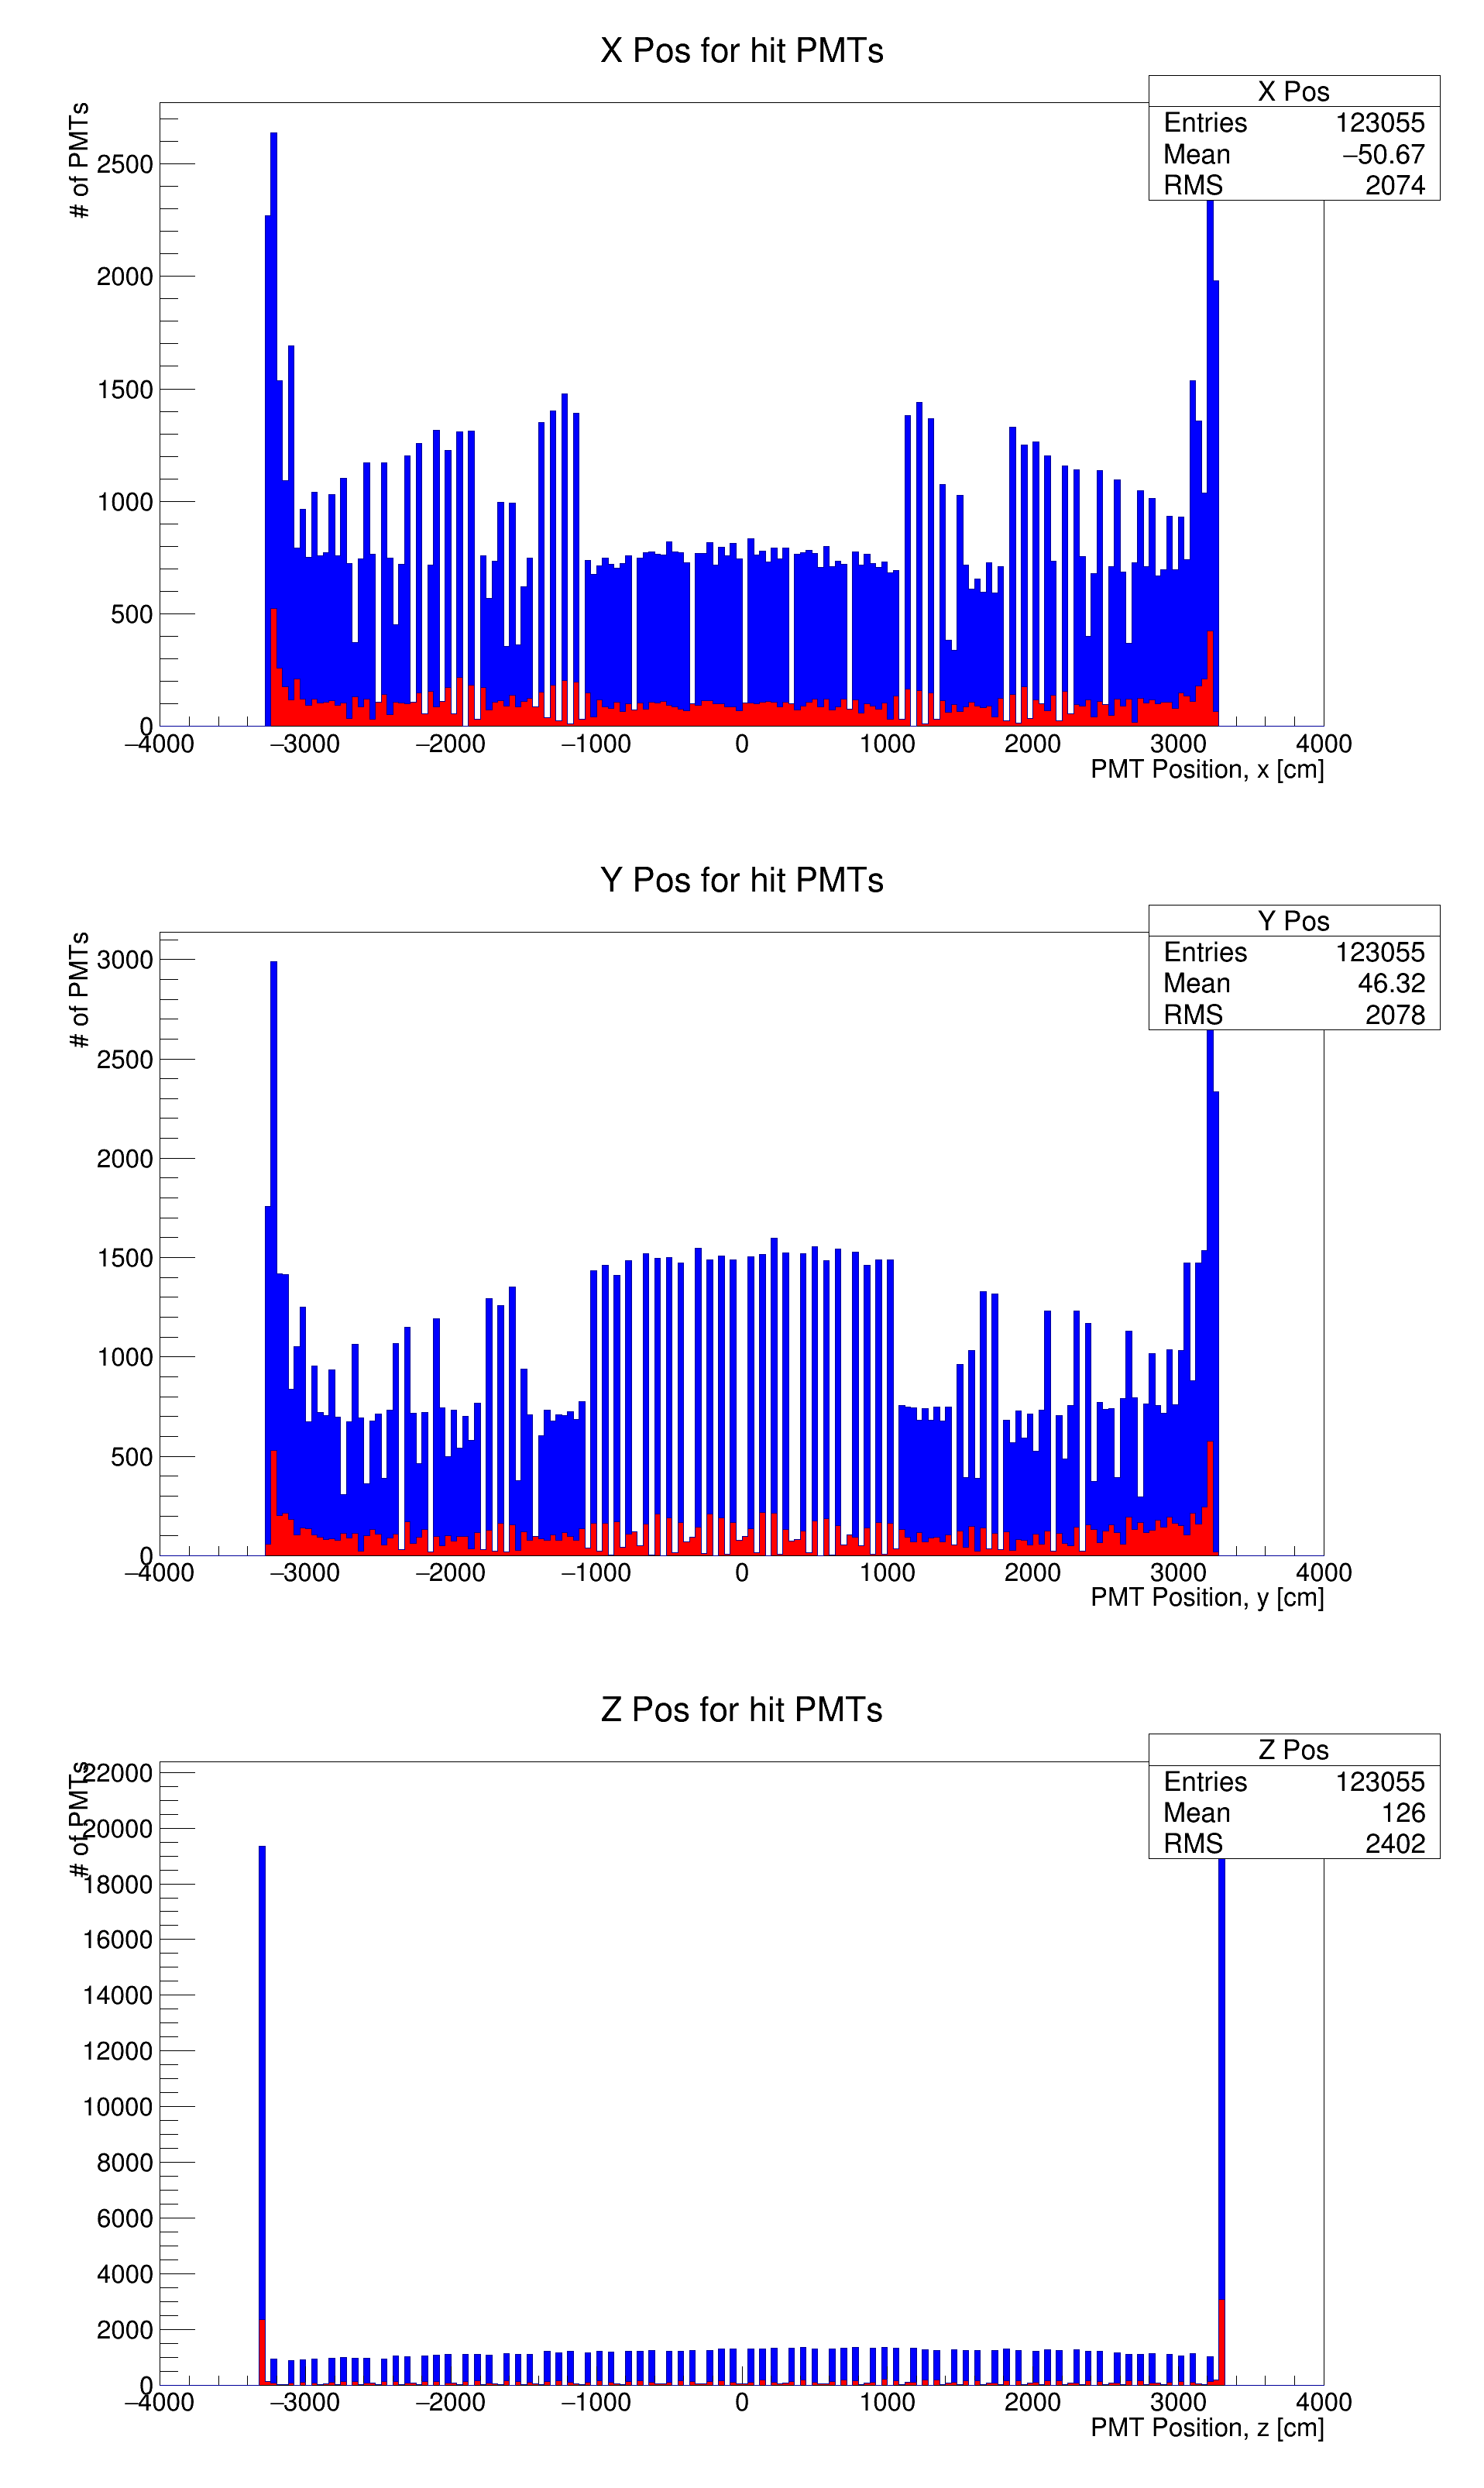 X Pos for hit PMTs
# of PMTs
X Pos
Entries 123055
Mean −50.67
RMS 2074
2500
2000
1500
1000
500
0
−4000 −3000 −2000 −1000 0 1000 2000 3000 4000
PMT Position, x [cm]
Y Pos for hit PMTs
# of PMTs
Y Pos
Entries 123055
Mean 46.32
RMS 2078
3000
2500
2000
1500
1000
500
0
−4000 −3000 −2000 −1000 0 1000 2000 3000 4000
PMT Position, y [cm]
Z Pos for hit PMTs
# of PMTs
Z Pos
Entries 123055
Mean 126
RMS 2402
22000
20000
18000
16000
14000
12000
10000
8000
6000
4000
2000
0
−4000 −3000 −2000 −1000 0 1000 2000 3000 4000
PMT Position, z [cm]